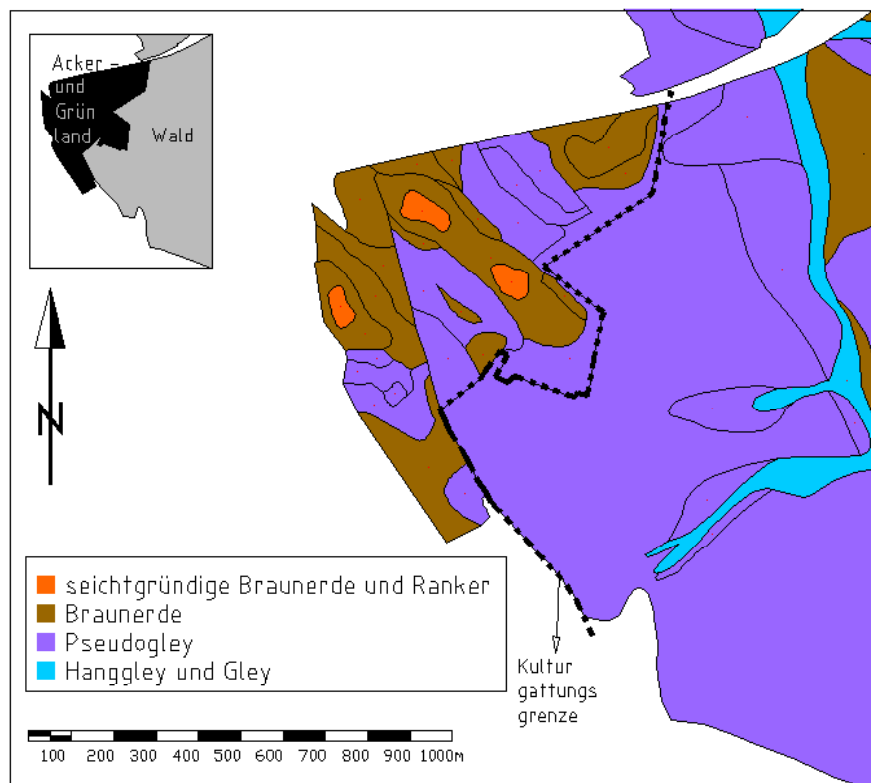 Acker –
und
Grün
land
Wald
N
seichtgründige Braunerde und Ranker
Braunerde
Pseudogley
Hanggley und Gley
Kultur
gattungs
grenze
100 200 300 400 500 600 700 800 900 1000m